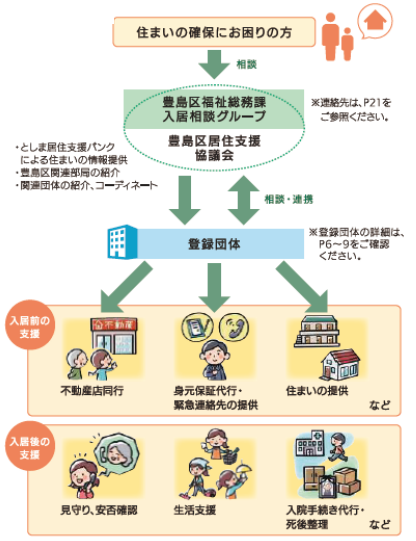 住まいの確保にお困りの方
相談
豊島区福祉総務課
入居相談グループ
※連絡先は、P21を
ご参照ください。
豊島区居住支援
協議会
・としま居住支援バンク
による住まいの情報提供
・豊島区関連部局の紹介
・関連団体の紹介、コーディネート
相談・連携
登録団体
※登録団体の詳細は、
P6～9をご確認
ください。
入居前の
支援
不動産
不動産店同行
身元保証代行・
緊急連絡先の提供
住まいの提供
など
入居後の
支援
見守り、安否確認
生活支援
入院手続き代行・
死後整理
など